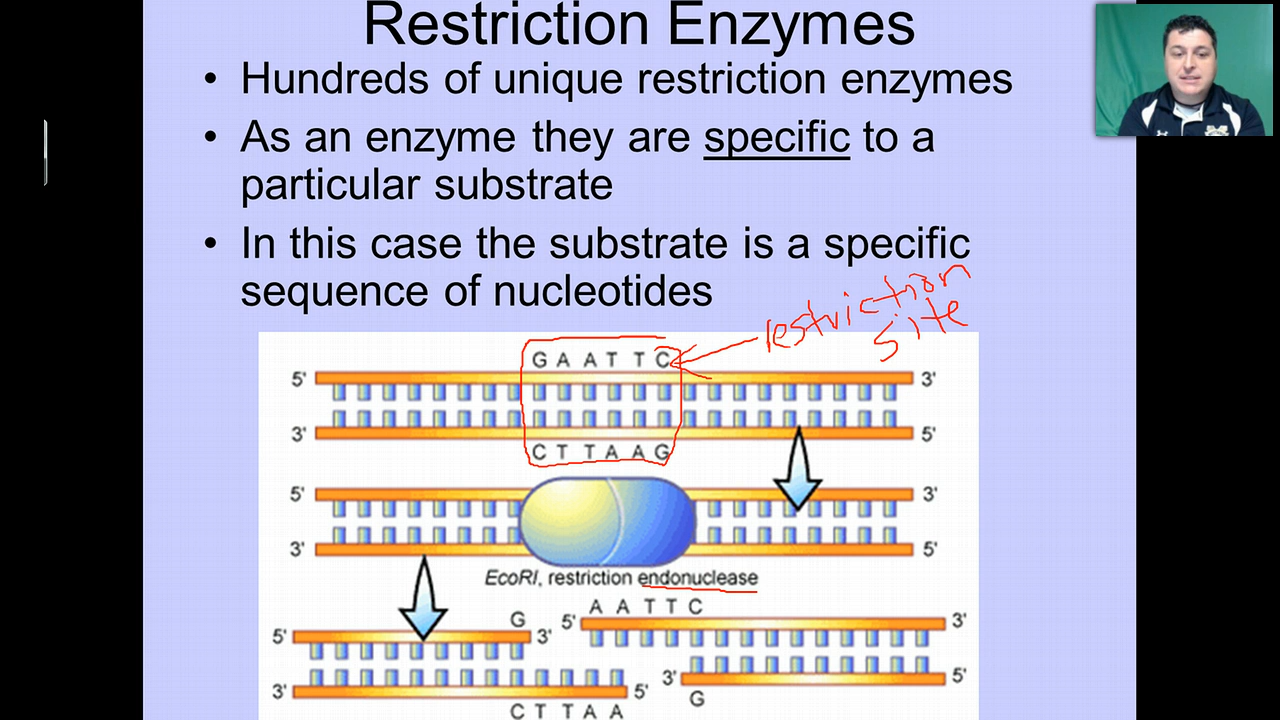 Restriction Enzymes
• Hundreds of unique restriction enzymes
• As an enzyme they are specific to a
particular substrate
• In this case the substrate is a specific
sequence of nucleotides
restriction
site
G A A T T C
5' 3'
3' 5'
C T T A A G
5' 3'
3' 5'
EcoRI, restriction endonuclease
A A T T C
G 5' 3'
5' 3'
3' 5'
3' 5'
G
C T T A A